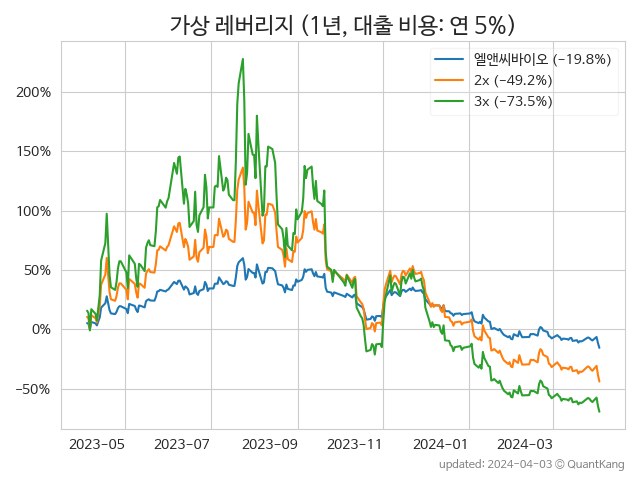 가상 레버리지 (1년, 대출 비용: 연 5%)
엘앤씨바이오 (−19.8%)
2x (−49.2%)
3x (−73.5%)
200%
150%
100%
50%
0%
−50%
2023-05 2023-07 2023-09 2023-11 2024-01 2024-03
updated: 2024-04-03 © QuantKang